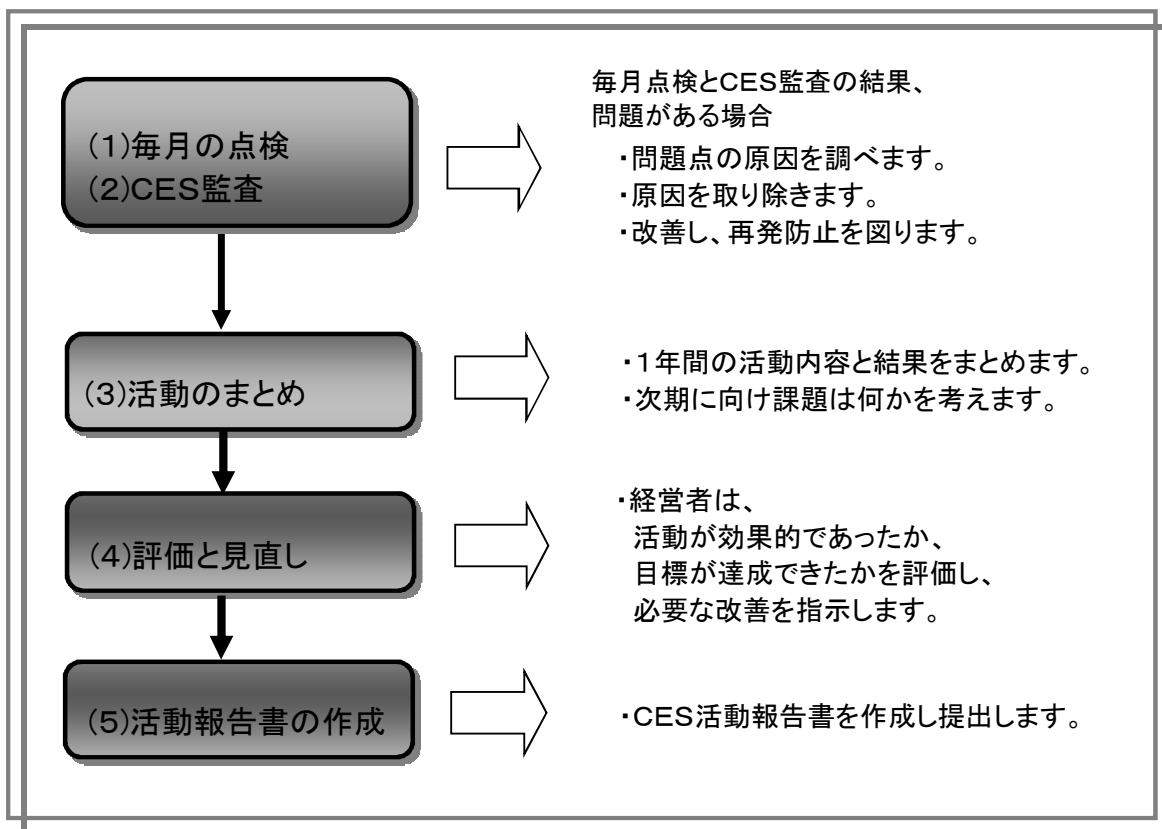 (1)毎月の点検
(2)CES監査
毎月点検とCES監査の結果、
問題がある場合
・問題点の原因を調べます。
・原因を取り除きます。
・改善し、再発防止を図ります。
(3)活動のまとめ
・1年間の活動内容と結果をまとめます。
・次期に向け課題は何かを考えます。
(4)評価と見直し
・経営者は、
活動が効果的であったか、
目標が達成できたかを評価し、
必要な改善を指示します。
(5)活動報告書の作成
・CES活動報告書を作成し提出します。